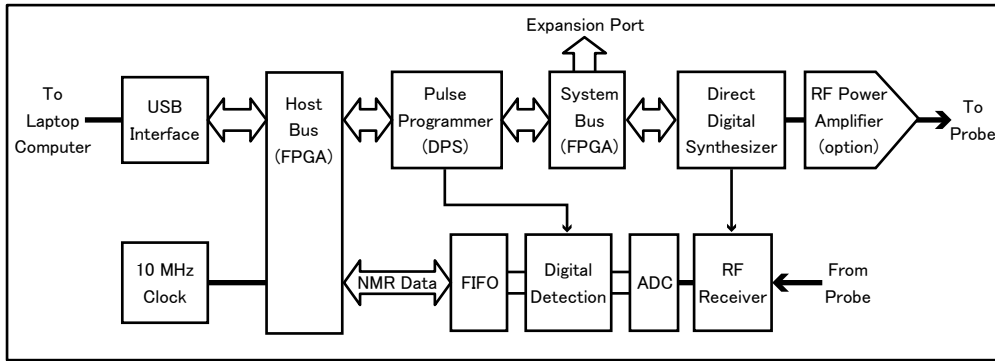 Expansion Port
To
Laptop
Computer
USB
Interface
Host
Bus
(FPGA)
Pulse
Programmer
(DPS)
System
Bus
(FPGA)
Direct
Digital
Synthesizer
RF Power
Amplifier
(option)
To
Probe
10 MHz
Clock
NMR Data
FIFO
Digital
Detection
ADC
RF
Receiver
From
Probe